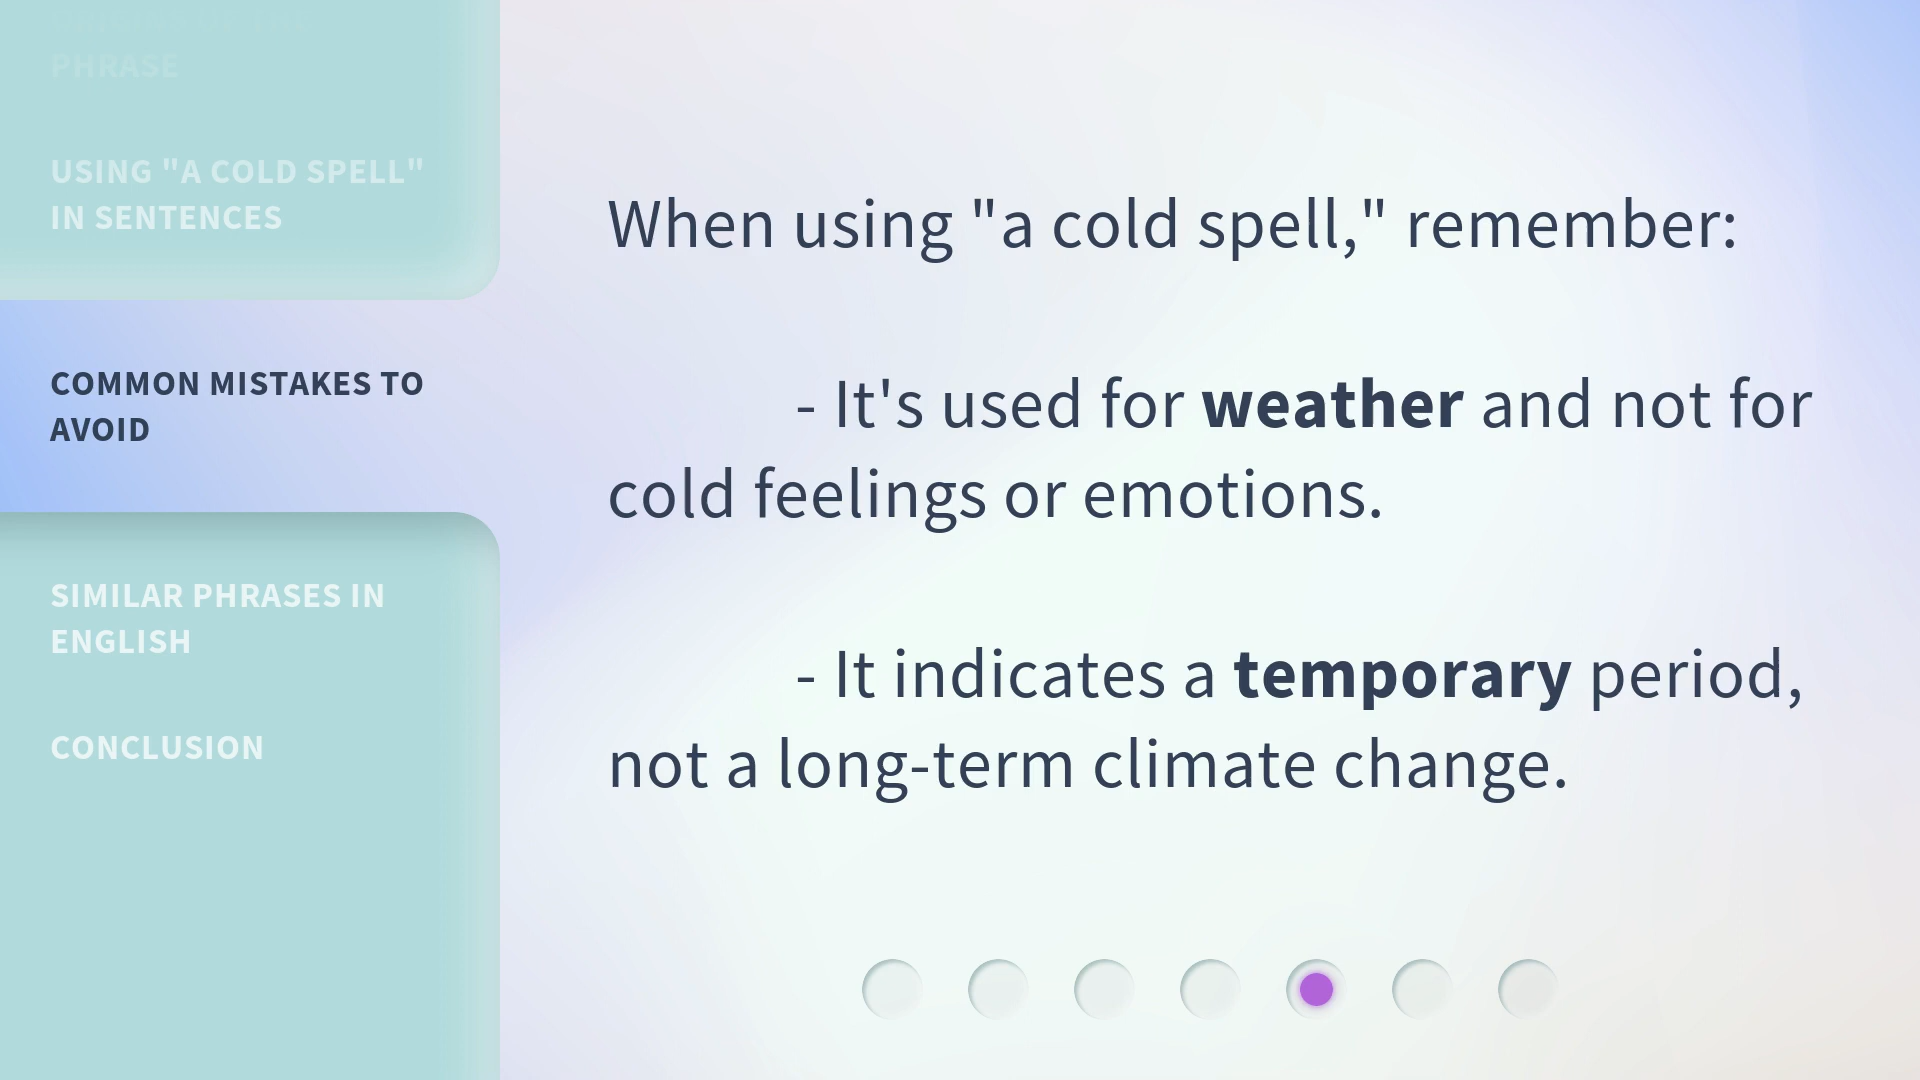 PHRASE
USING "A COLD SPELL"
IN SENTENCES
COMMON MISTAKES TO
AVOID
SIMILAR PHRASES IN
ENGLISH
CONCLUSION
When using "a cold spell," remember:
- It's used for weather and not for
cold feelings or emotions.
- It indicates a temporary period,
not a long-term climate change.